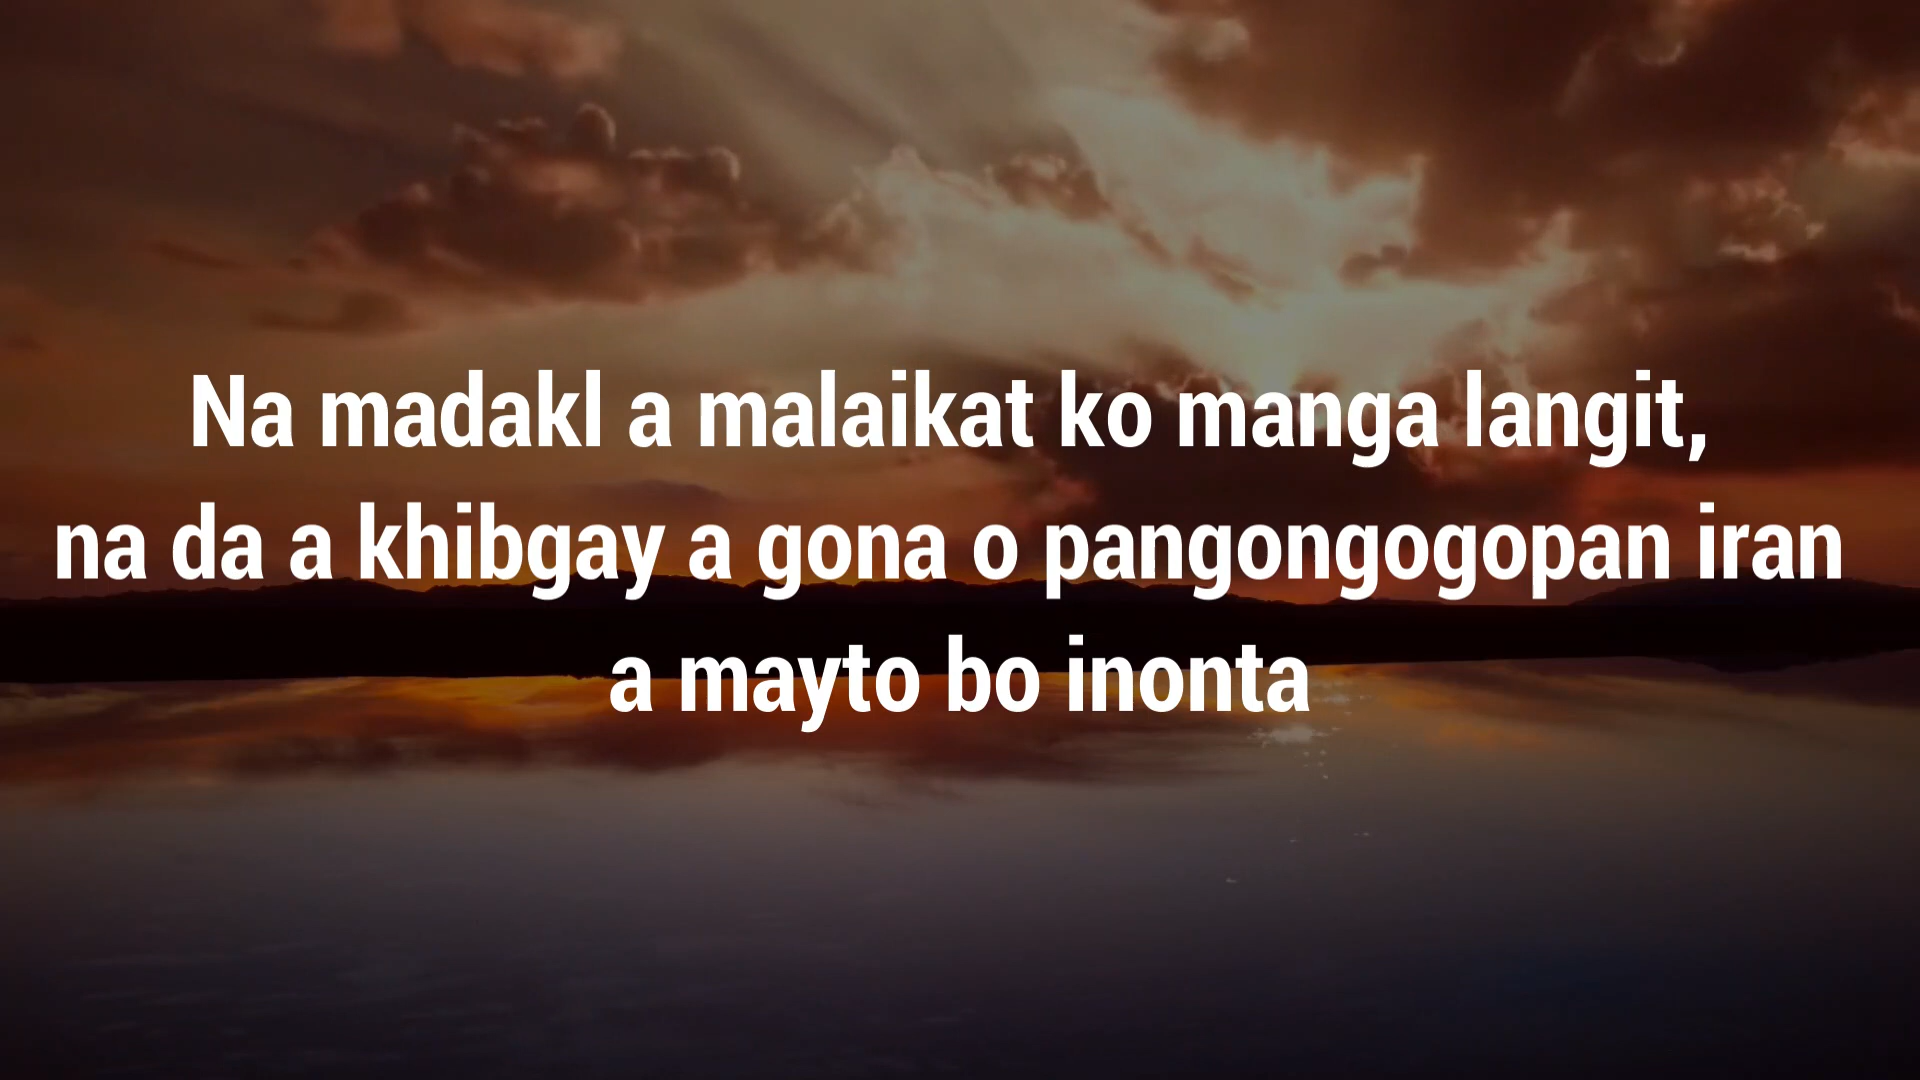 Na madakl a malaikat ko manga langit,
na da a khibgay a gona o pangongogopan iran
a mayto bo inonta